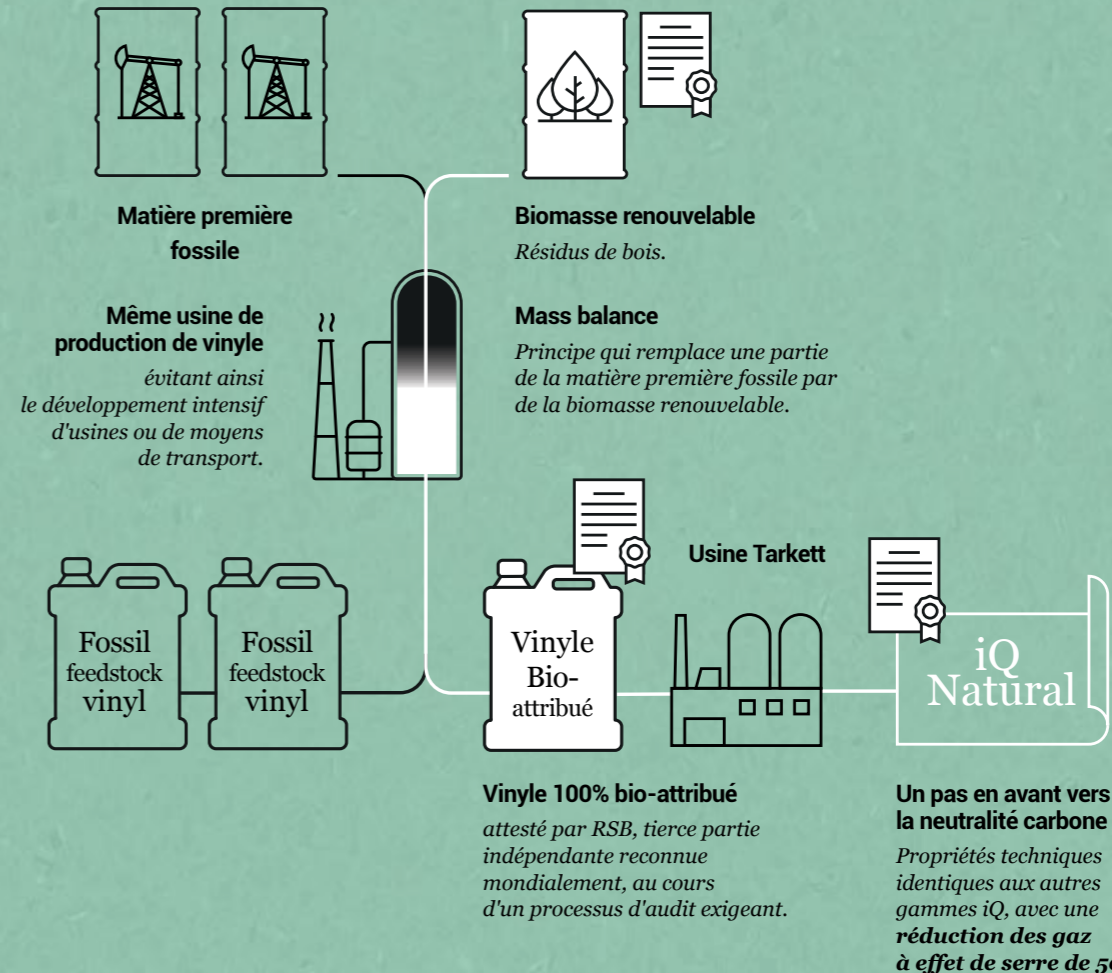 Matière première
fossile
Biomasse renouvelable
Résidus de bois.
Même usine de
production de vinyle
évitant ainsi
le développement intensif
d'usines ou de moyens
de transport.
Mass balance
Principe qui remplace une partie
de la matière première fossile par
de la biomasse renouvelable.
Fossil
feedstock
vinyl
Fossil
feedstock
vinyl
Vinyle
Bio-
attribué
Usine Tarkett
iQ
Natural
Vinyle 100% bio-attribué
attesté par RSB, tierce partie
indépendante reconnue
mondialement, au cours
d'un processus d'audit exigeant.
Un pas en avant vers
la neutralité carbone
Propriétés techniques
identiques aux autres
gammes iQ, avec une
réduction des gaz
à effet de serre de